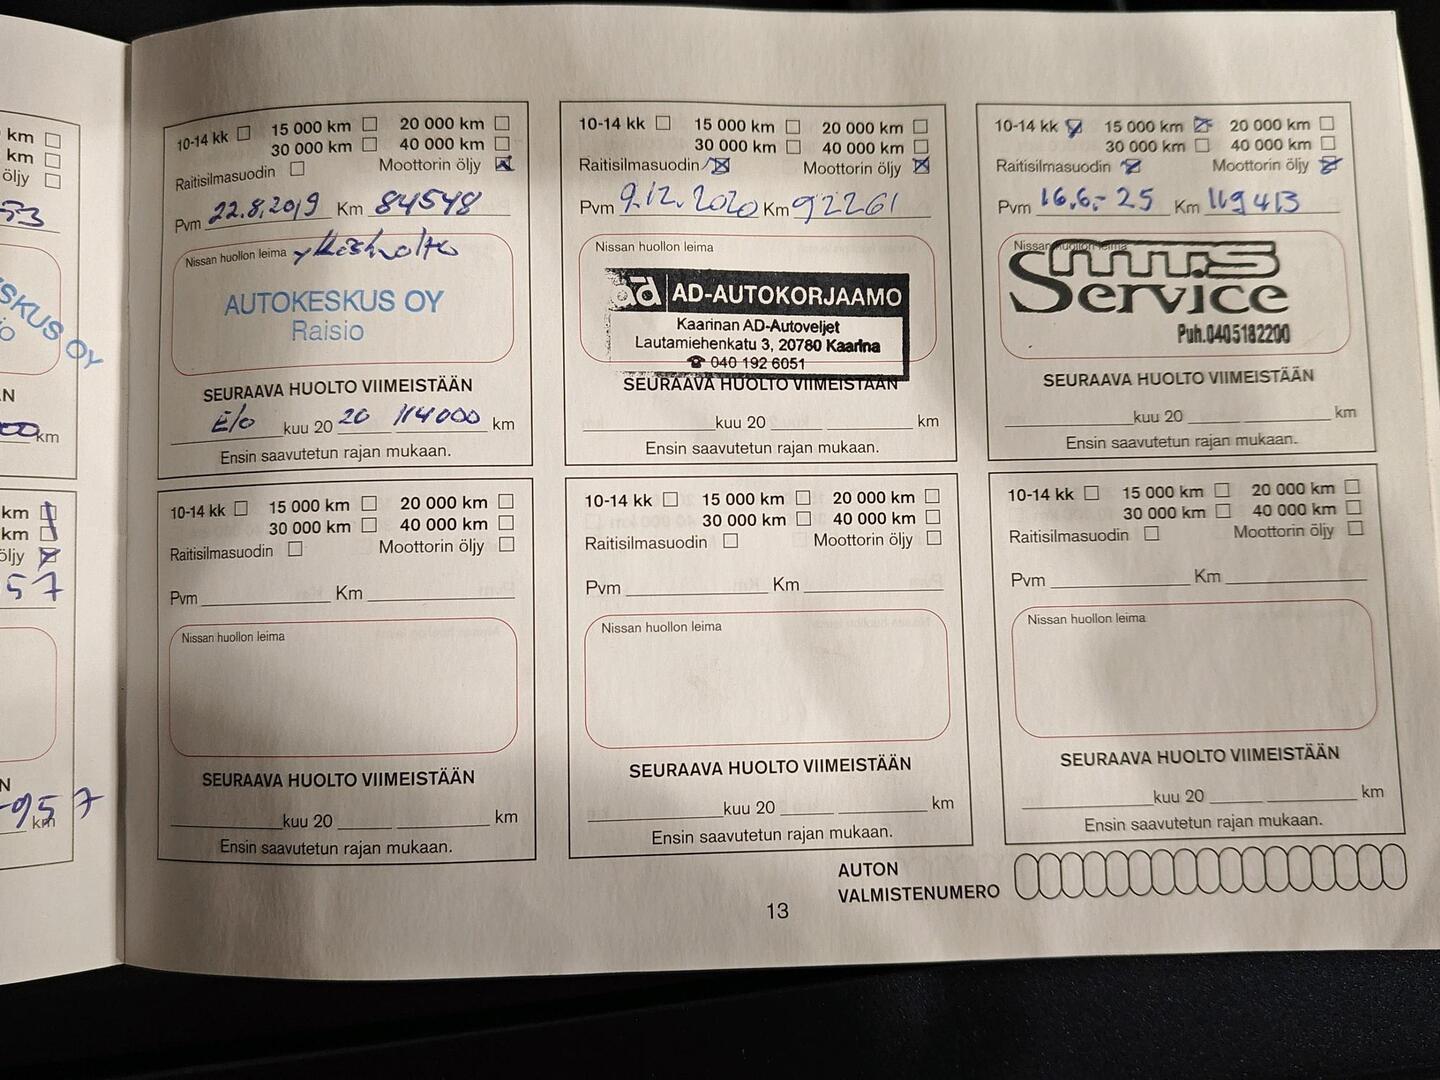 km
km
öljy
53
SKUS OY
N
00 km
km
km
öljy
57
N
957
km
10-14 kk 15 000 km 20 000 km
30 000 km 40 000 km
Raitisilmasuodin Moottorin öljy
Pvm 22.8.2019 Km 84548
Nissan huollon leima
AUTOKESKUS OY
Raisio
SEURAAVA HUOLTO VIIMEISTÄÄN
E/o kuu 20 20 114000 km
Ensin saavutetun rajan mukaan.
10-14 kk 15 000 km 20 000 km
30 000 km 40 000 km
Raitisilmasuodin Moottorin öljy
Pvm 9.12.2020 Km 92261
Nissan huollon leima
ad AD-AUTOKORJAAMO
Kaarinan AD-Autoveljet
Lautamiehenkatu 3, 20780 Kaarina
☎ 040 192 6051
SEURAAVA HUOLTO VIIMEISTÄÄN
kuu 20 km
Ensin saavutetun rajan mukaan.
10-14 kk 15 000 km 20 000 km
30 000 km 40 000 km
Raitisilmasuodin Moottorin öljy
Pvm 16.6.-25 Km 119413
Nissan huollon leima
Service
Puh.0405182200
SEURAAVA HUOLTO VIIMEISTÄÄN
kuu 20 km
Ensin saavutetun rajan mukaan.
10-14 kk 15 000 km 20 000 km
30 000 km 40 000 km
Raitisilmasuodin Moottorin öljy
Pvm Km
Nissan huollon leima
SEURAAVA HUOLTO VIIMEISTÄÄN
kuu 20 km
Ensin saavutetun rajan mukaan.
10-14 kk 15 000 km 20 000 km
30 000 km 40 000 km
Raitisilmasuodin Moottorin öljy
Pvm Km
Nissan huollon leima
SEURAAVA HUOLTO VIIMEISTÄÄN
kuu 20 km
Ensin saavutetun rajan mukaan.
10-14 kk 15 000 km 20 000 km
30 000 km 40 000 km
Raitisilmasuodin Moottorin öljy
Pvm Km
Nissan huollon leima
SEURAAVA HUOLTO VIIMEISTÄÄN
kuu 20 km
Ensin saavutetun rajan mukaan.
AUTON
VALMISTENUMERO
13